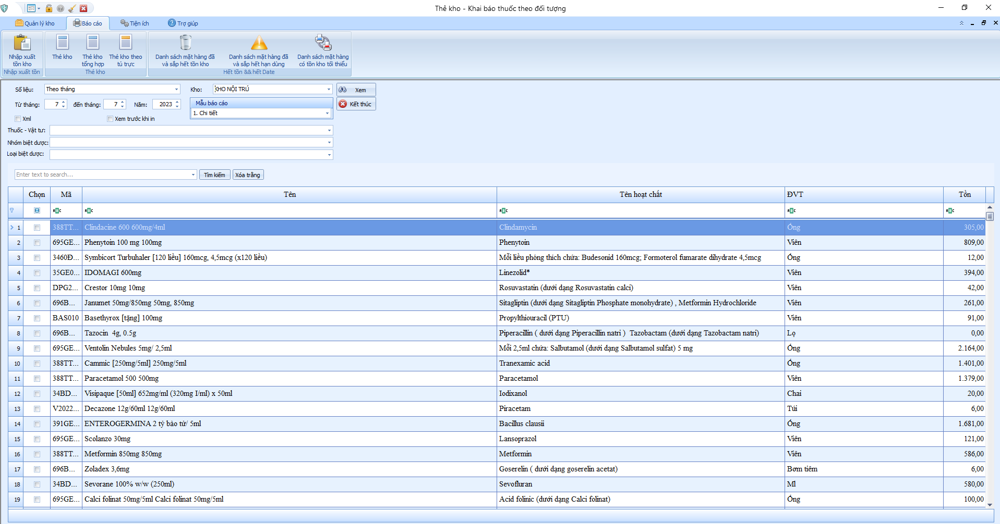 Thẻ kho - Khai báo thuốc theo đối tượng
Quản lý kho Báo cáo Tiện ích Trợ giúp
Nhập xuất tồn kho
Thẻ kho
Thẻ kho tổng hợp
Thẻ kho theo tủ trực
Danh sách mặt hàng đã và sắp hết tồn kho
Danh sách mặt hàng đã và sắp hết hạn dùng
Danh sách mặt hàng có tồn kho tối thiểu
Nhập xuất tồn Thẻ kho Hết tồn && hết Date
Số liệu: Theo tháng Kho: KHO NỘI TRÚ Xem
Từ tháng: 7 đến tháng: 7 Năm: 2023 Mẫu báo cáo Kết thúc
1. Chi tiết
Xml Xem trước khi in
Thuốc - Vật tư:
Nhóm biệt dược:
Loại biệt dược:
Enter text to search... Tìm kiếm Xóa trắng
Chọn Mã Tên Tên hoạt chất ĐVT Tồn
1 388TT... Clindacine 600 600mg/4ml Clindamycin Ống 305,00
2 695GE... Phenytoin 100 mg 100mg Phenytoin Viên 809,00
3 3460Đ... Symbicort Turbuhaler [120 liều] 160mcg, 4,5mcg (x120 liều) Mỗi liều phóng thích chứa: Budesonid 160mcg; Formoterol fumarate dihydrate 4,5mcg Ống 12,00
4 35GE0... IDOMAGI 600mg Linezolid* Viên 394,00
5 DPG2... Crestor 10mg 10mg Rosuvastatin (dưới dạng Rosuvastatin calci) Viên 42,00
6 696B... Janumet 50mg/850mg 50mg, 850mg Sitagliptin (dưới dạng Sitagliptin Phosphate monohydrate) , Metformin Hydrochloride Viên 261,00
7 BAS010 Basethyrox [tặng] 100mg Propylthiouracil (PTU) Viên 91,00
8 696B... Tazocin 4g, 0.5g Piperacillin ( dưới dạng Piperacillin natri ) Tazobactam (dưới dạng Tazobactam natri) Lọ 0,00
9 695GE... Ventolin Nebules 5mg/ 2,5ml Mỗi 2,5ml chứa: Salbutamol (dưới dạng Salbutamol sulfat) 5 mg Ống 2.164,00
10 388TT... Cammic [250mg/5ml] 250mg/5ml Tranexamic acid Ống 1.401,00
11 388TT... Paracetamol 500 500mg Paracetamol Viên 1.379,00
12 34BD... Visipaque [50ml] 652mg/ml (320mg I/ml) x 50ml Iodixanol Chai 20,00
13 V2022... Decazone 12g/60ml 12g/60ml Piracetam Túi 6,00
14 391GE... ENTEROGERMINA 2 tỷ bào tử/ 5ml Bacillus clausii Ống 1.681,00
15 695GE... Scolanzo 30mg Lansoprazol Viên 121,00
16 388TT... Metformin 850mg 850mg Metformin Viên 586,00
17 696B... Zoladex 3,6mg Goserelin ( dưới dạng goserelin acetat) Bơm tiêm 6,00
18 34BD... Sevorane 100% w/w (250ml) Sevofluran Ml 580,00
19 695GE... Calci folinat 50mg/5ml Calci folinat 50mg/5ml Acid folinic (dưới dạng Calci folinat) Ống 100,00